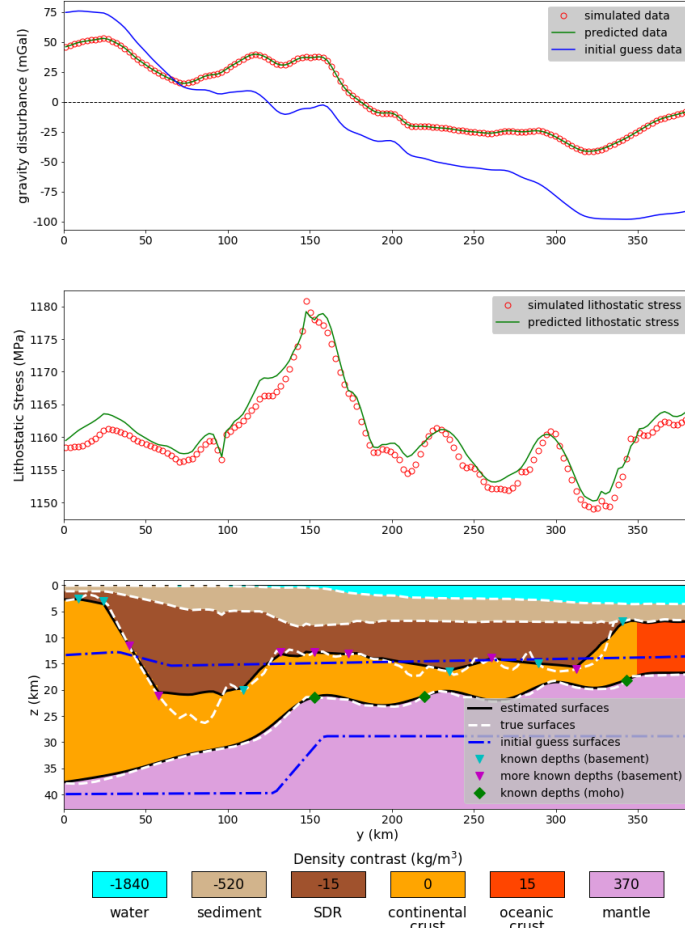 75
50
25
0
-25
-50
-75
-100
gravity disturbance (mGal)
simulated data
predicted data
initial guess data
0 50 100 150 200 250 300 350
1180
1175
1170
1165
1160
1155
1150
Lithostatic Stress (MPa)
simulated lithostatic stress
predicted lithostatic stress
0 50 100 150 200 250 300 350
0
5
10
15
20
25
30
35
40
z (km)
estimated surfaces
true surfaces
initial guess surfaces
known depths (basement)
more known depths (basement)
known depths (moho)
0 50 100 150 200 250 300 350
y (km)
Density contrast (kg/m³)
-1840 -520 -15 0 15 370
water sediment SDR continental oceanic mantle
crust crust